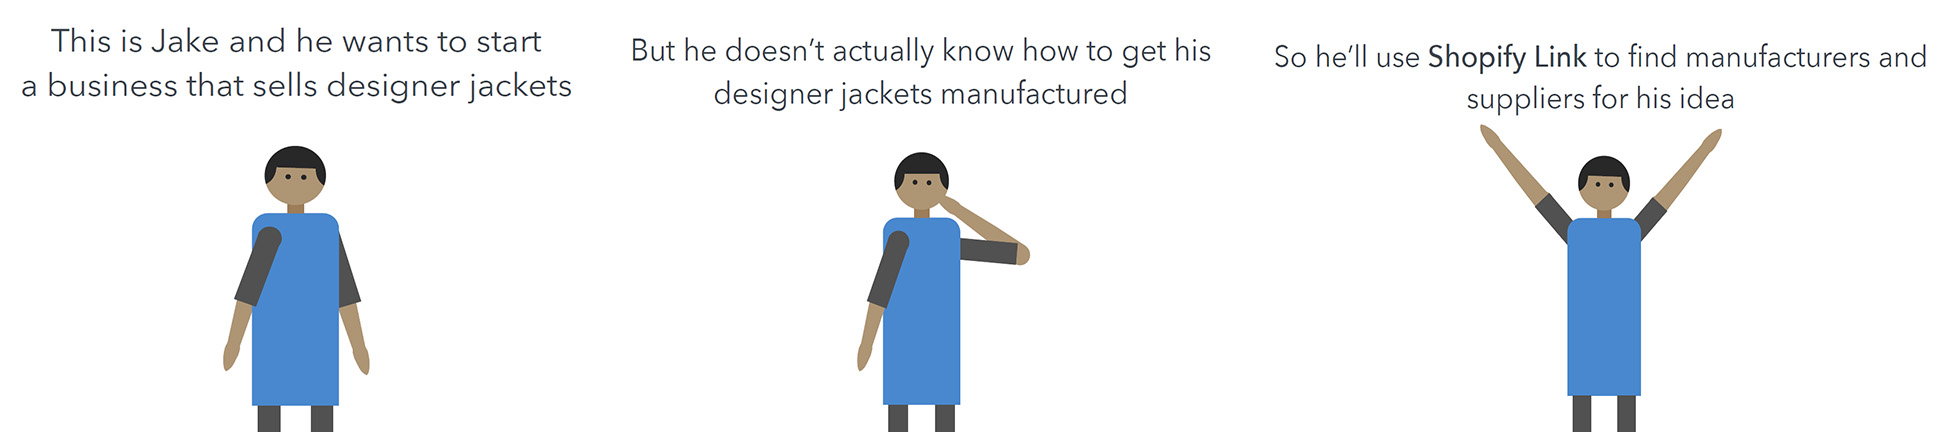 This is Jake and he wants to start
a business that sells designer jackets
But he doesn’t actually know how to get his
designer jackets manufactured
So he’ll use Shopify Link to find manufacturers and
suppliers for his idea